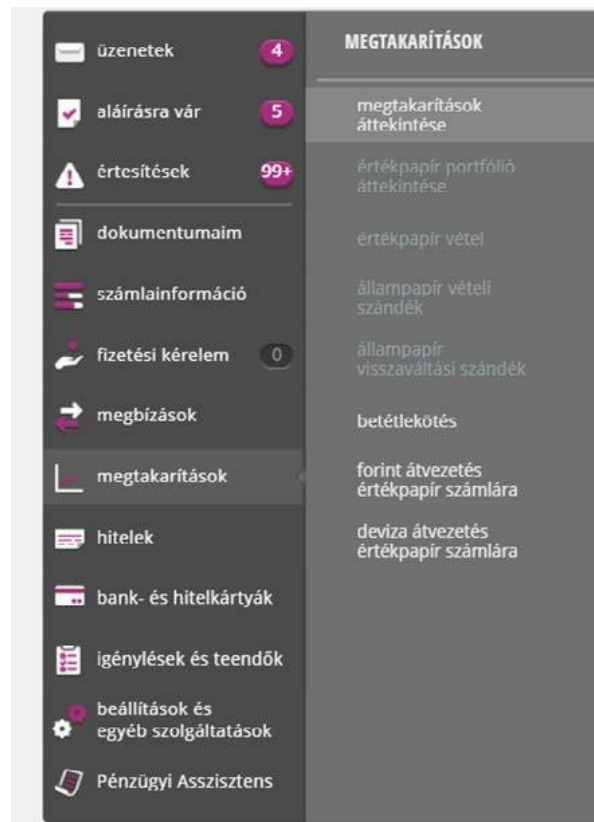 üzenetek 4
aláírásra vár 5
értesítések 99+
dokumentumaim
számlainformáció
fizetési kérelem 0
megbízások
megtakarítások
hitelek
bank- és hitelkártyák
igénylések és teendők
beállítások és
egyéb szolgáltatások
Pénzügyi Asszisztens
MEGTAKARÍTÁSOK
megtakarítások
áttekintése
értékpapír portfólió
áttekintése
értékpapír vétel
állampapír vételi
szándék
állampapír
visszaváltási szándék
betétlekötés
forint átvezetés
értékpapír számlára
deviza átvezetés
értékpapír számlára